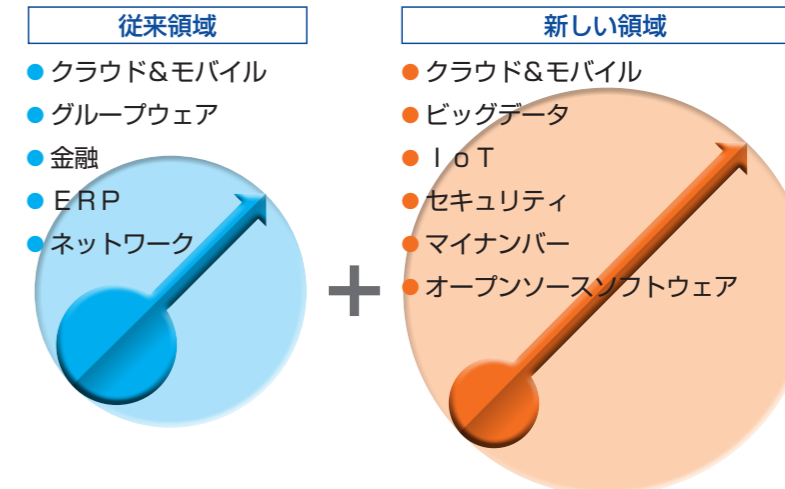 従来領域
● クラウド&モバイル
● グループウェア
● 金融
● ＥＲＰ
● ネットワーク
＋
新しい領域
● クラウド&モバイル
● ビッグデータ
● ＩｏＴ
● セキュリティ
● マイナンバー
● オープンソースソフトウェア